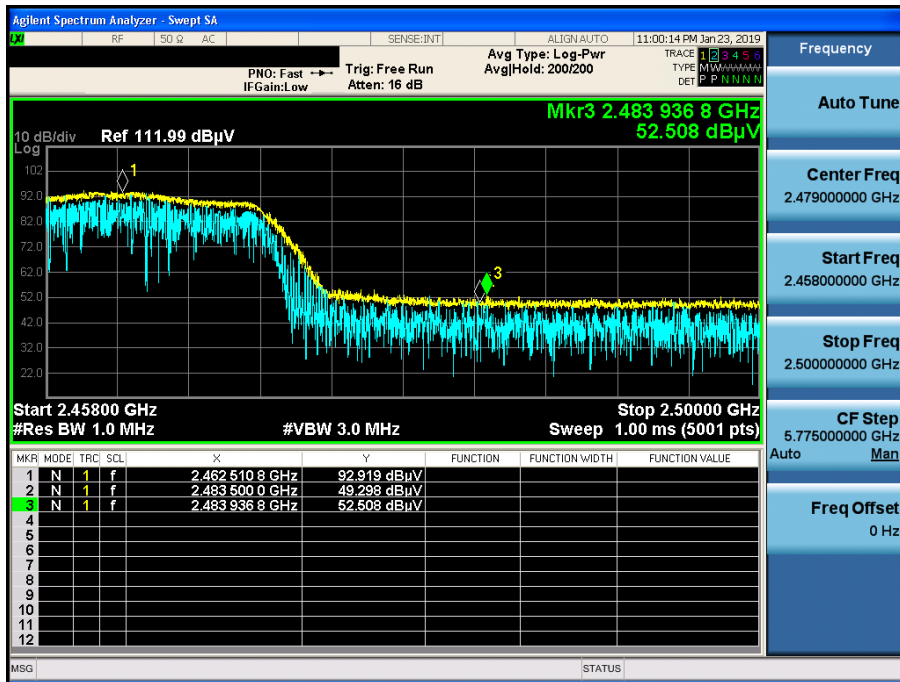 Agilent Spectrum Analyzer - Swept SA
LXI RF 50 Ω AC SENSE:INT ALIGN AUTO 11:00:14 PM Jan 23, 2019
PNO: Fast Trig: Free Run Avg Type: Log-Pwr TRACE 1 2 3 4 5 6
IFGain:Low Atten: 16 dB Avg|Hold: 200/200 TYPE M W W W W W
DET P P N N N N
Mkr3 2.483 936 8 GHz
52.508 dBµV
10 dB/div Ref 111.99 dBµV
Log
102
92.0
82.0
72.0
62.0
52.0
42.0
32.0
22.0
1
3
Start 2.45800 GHz Stop 2.50000 GHz
#Res BW 1.0 MHz #VBW 3.0 MHz Sweep 1.00 ms (5001 pts)
MKR MODE TRC SCL X Y FUNCTION FUNCTION WIDTH FUNCTION VALUE
1 N 1 f 2.462 510 8 GHz 92.919 dBµV
2 N 1 f 2.483 500 0 GHz 49.298 dBµV
3 N 1 f 2.483 936 8 GHz 52.508 dBµV
4
5
6
7
8
9
10
11
12
MSG STATUS
Frequency
Auto Tune
Center Freq
2.479000000 GHz
Start Freq
2.458000000 GHz
Stop Freq
2.500000000 GHz
CF Step
5.775000000 GHz
Auto Man
Freq Offset
0 Hz